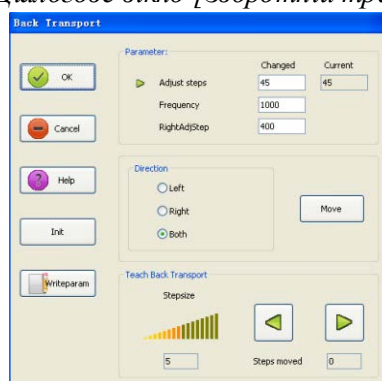 Back Transport
Parameter:
Changed Current
OK
Adjust steps 45 45
Frequency 1000
Cancel
RightAdjStep 400
Direction
Help
Left
Right
Move
Init
Both
Teach Back Transport
Writeparam
Stepsize
5 Steps moved 0